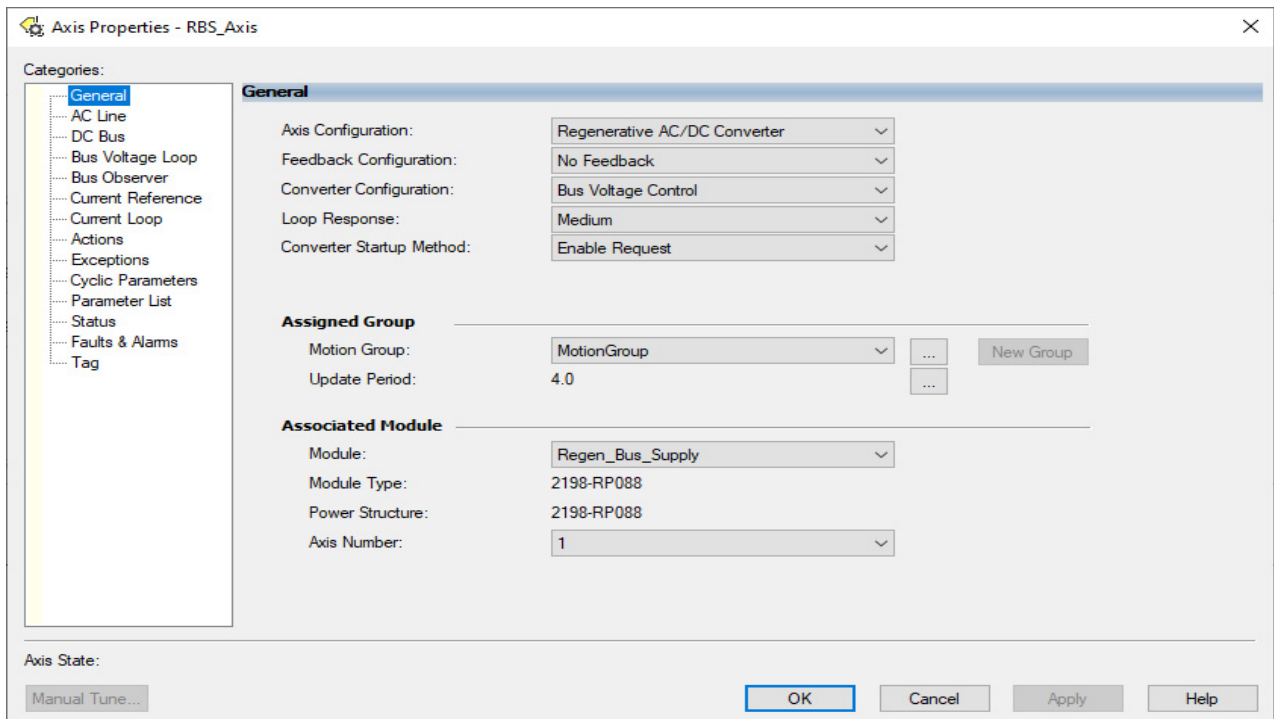 Axis Properties - RBS_Axis
Categories:
General
AC Line
DC Bus
Bus Voltage Loop
Bus Observer
Current Reference
Current Loop
Actions
Exceptions
Cyclic Parameters
Parameter List
Status
Faults & Alarms
Tag
General
Axis Configuration: Regenerative AC/DC Converter
Feedback Configuration: No Feedback
Converter Configuration: Bus Voltage Control
Loop Response: Medium
Converter Startup Method: Enable Request
Assigned Group
Motion Group: MotionGroup ... New Group
Update Period: 4.0 ...
Associated Module
Module: Regen_Bus_Supply
Module Type: 2198-RP088
Power Structure: 2198-RP088
Axis Number: 1
Axis State:
Manual Tune... OK Cancel Apply Help